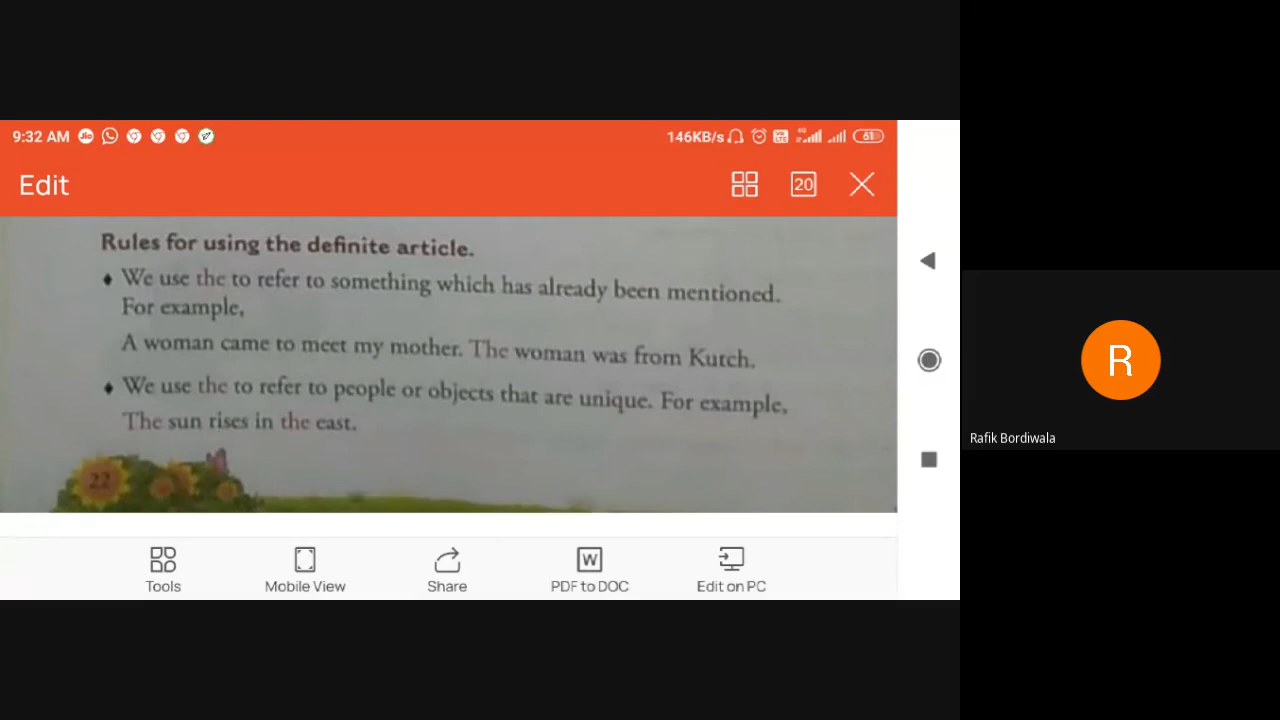 9:32 AM
146KB/s
4G
61
Edit
20
Rules for using the definite article.
♦ We use the to refer to something which has already been mentioned.
For example,
A woman came to meet my mother. The woman was from Kutch.
♦ We use the to refer to people or objects that are unique. For example,
The sun rises in the east.
22
Tools
Mobile View
Share
W
PDF to DOC
Edit on PC
R
Rafik Bordiwala